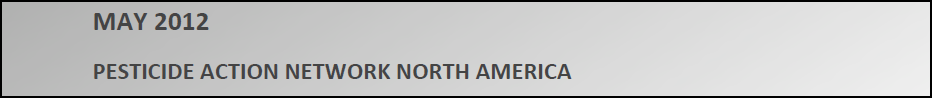 MAY 2012
PESTICIDE ACTION NETWORK NORTH AMERICA